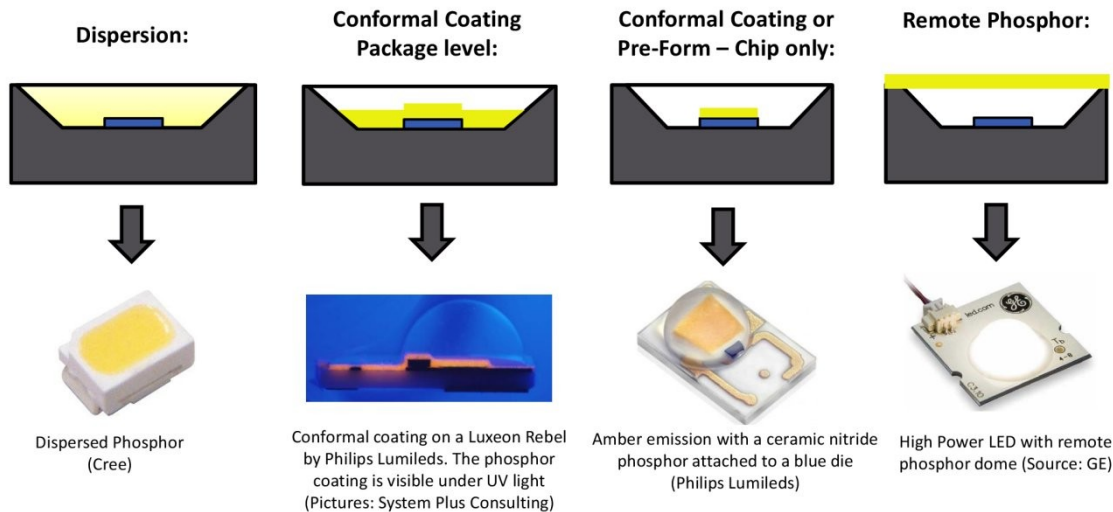 Dispersion:
Conformal Coating
Package level:
Conformal Coating or
Pre-Form – Chip only:
Remote Phosphor:
Dispersed Phosphor
(Cree)
Conformal coating on a Luxeon Rebel
by Philips Lumileds. The phosphor
coating is visible under UV light
(Pictures: System Plus Consulting)
Amber emission with a ceramic nitride
phosphor attached to a blue die
(Philips Lumileds)
led.com
GE
High Power LED with remote
phosphor dome (Source: GE)